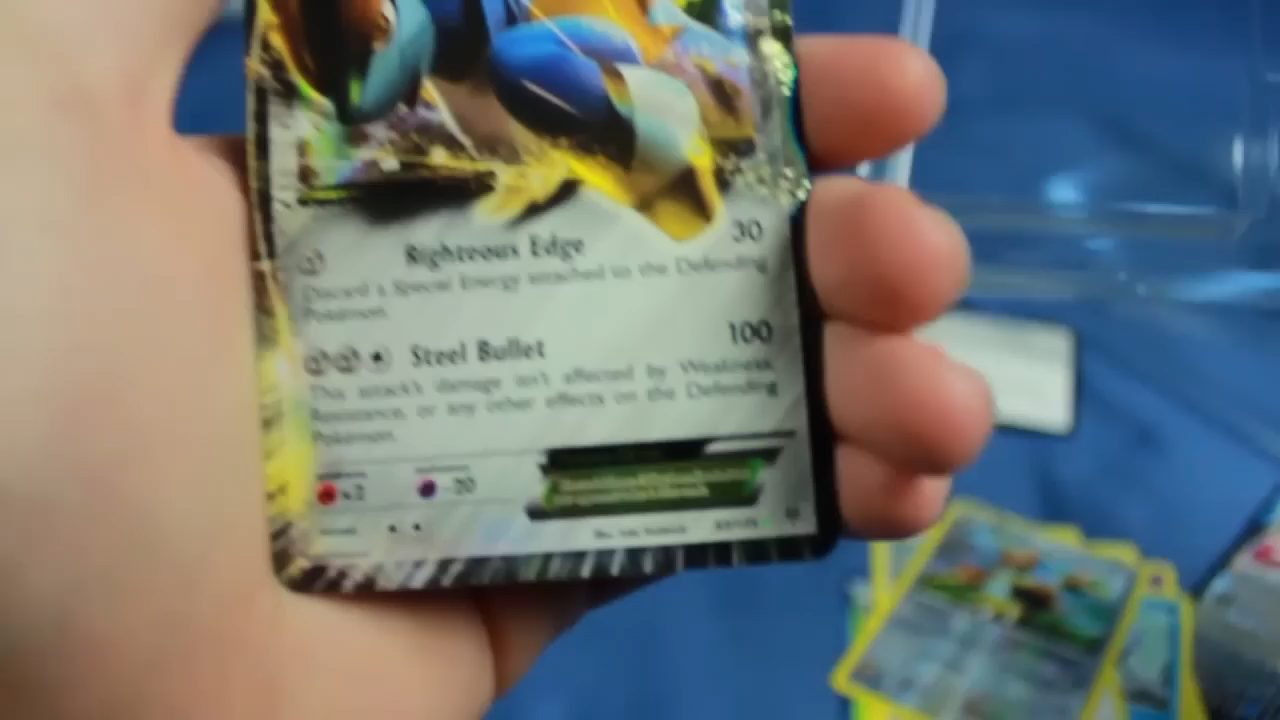 Righteous Edge 30
Discard a Special Energy attached to the Defending
Pokémon.
Steel Bullet 100
This attack's damage isn't affected by Weakness,
Resistance, or any other effects on the Defending
Pokémon.
×2 -20